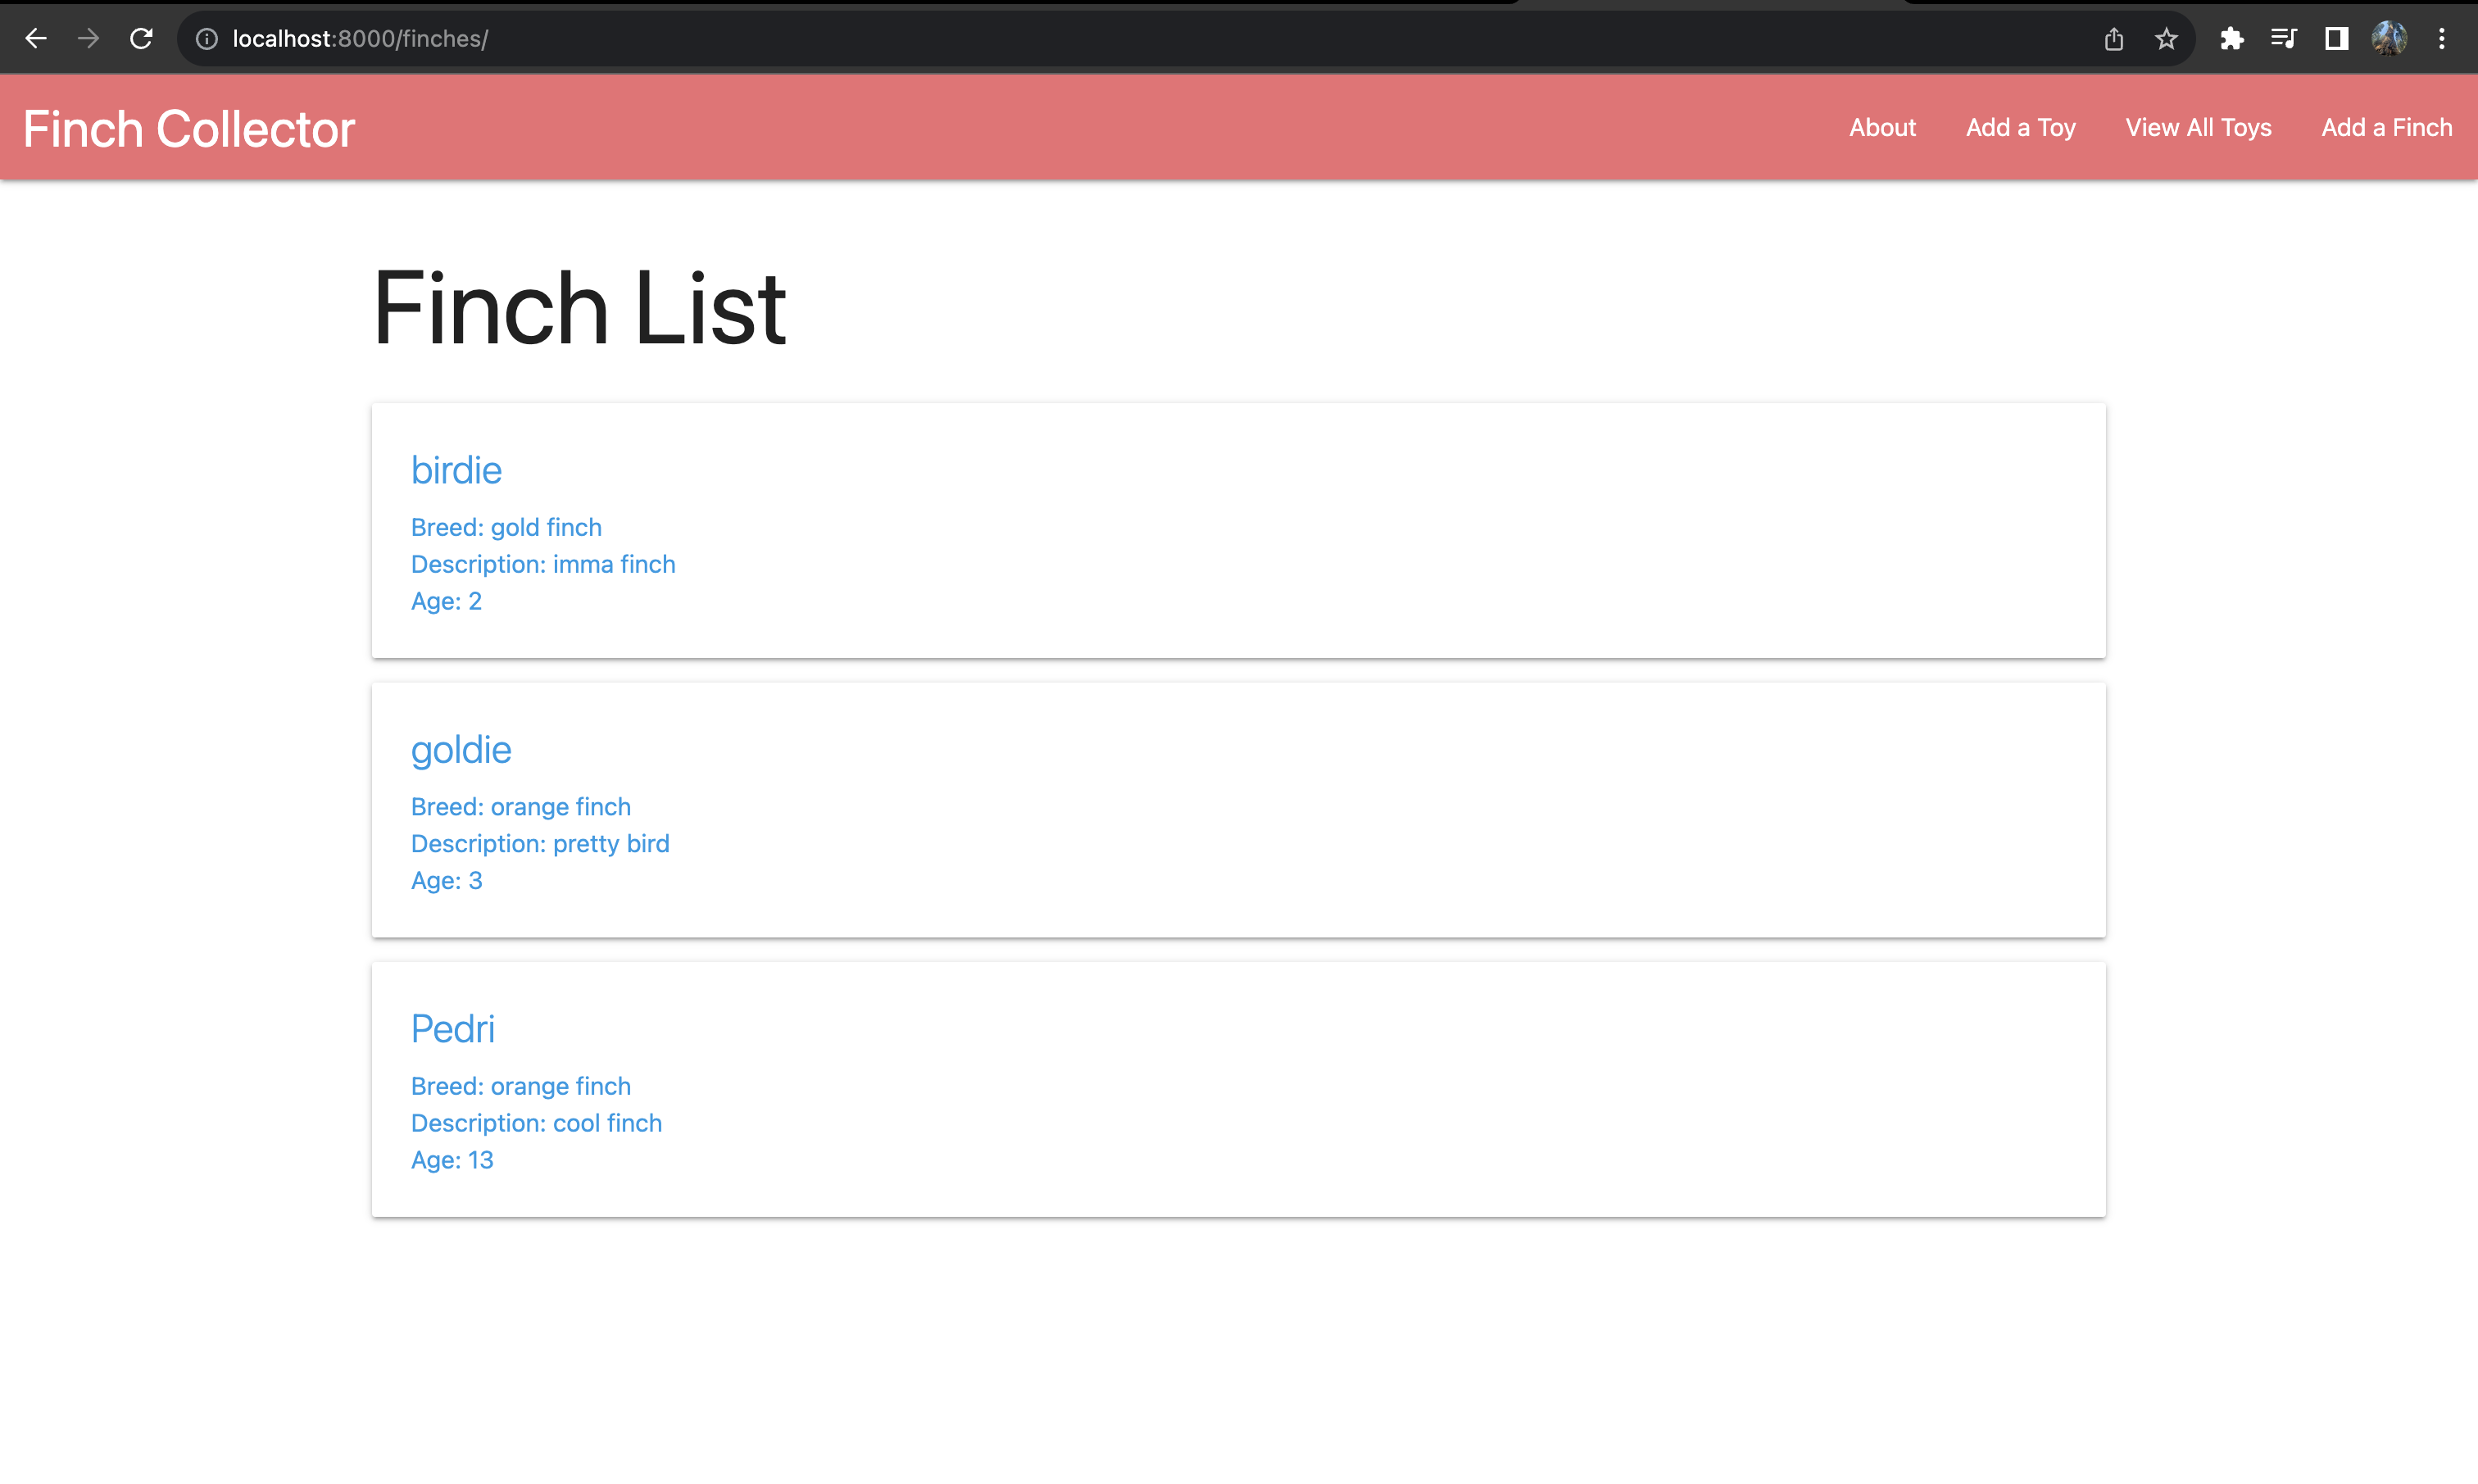 localhost:8000/finches/
Finch Collector
About
Add a Toy
View All Toys
Add a Finch
Finch List
birdie
Breed: gold finch
Description: imma finch
Age: 2
goldie
Breed: orange finch
Description: pretty bird
Age: 3
Pedri
Breed: orange finch
Description: cool finch
Age: 13